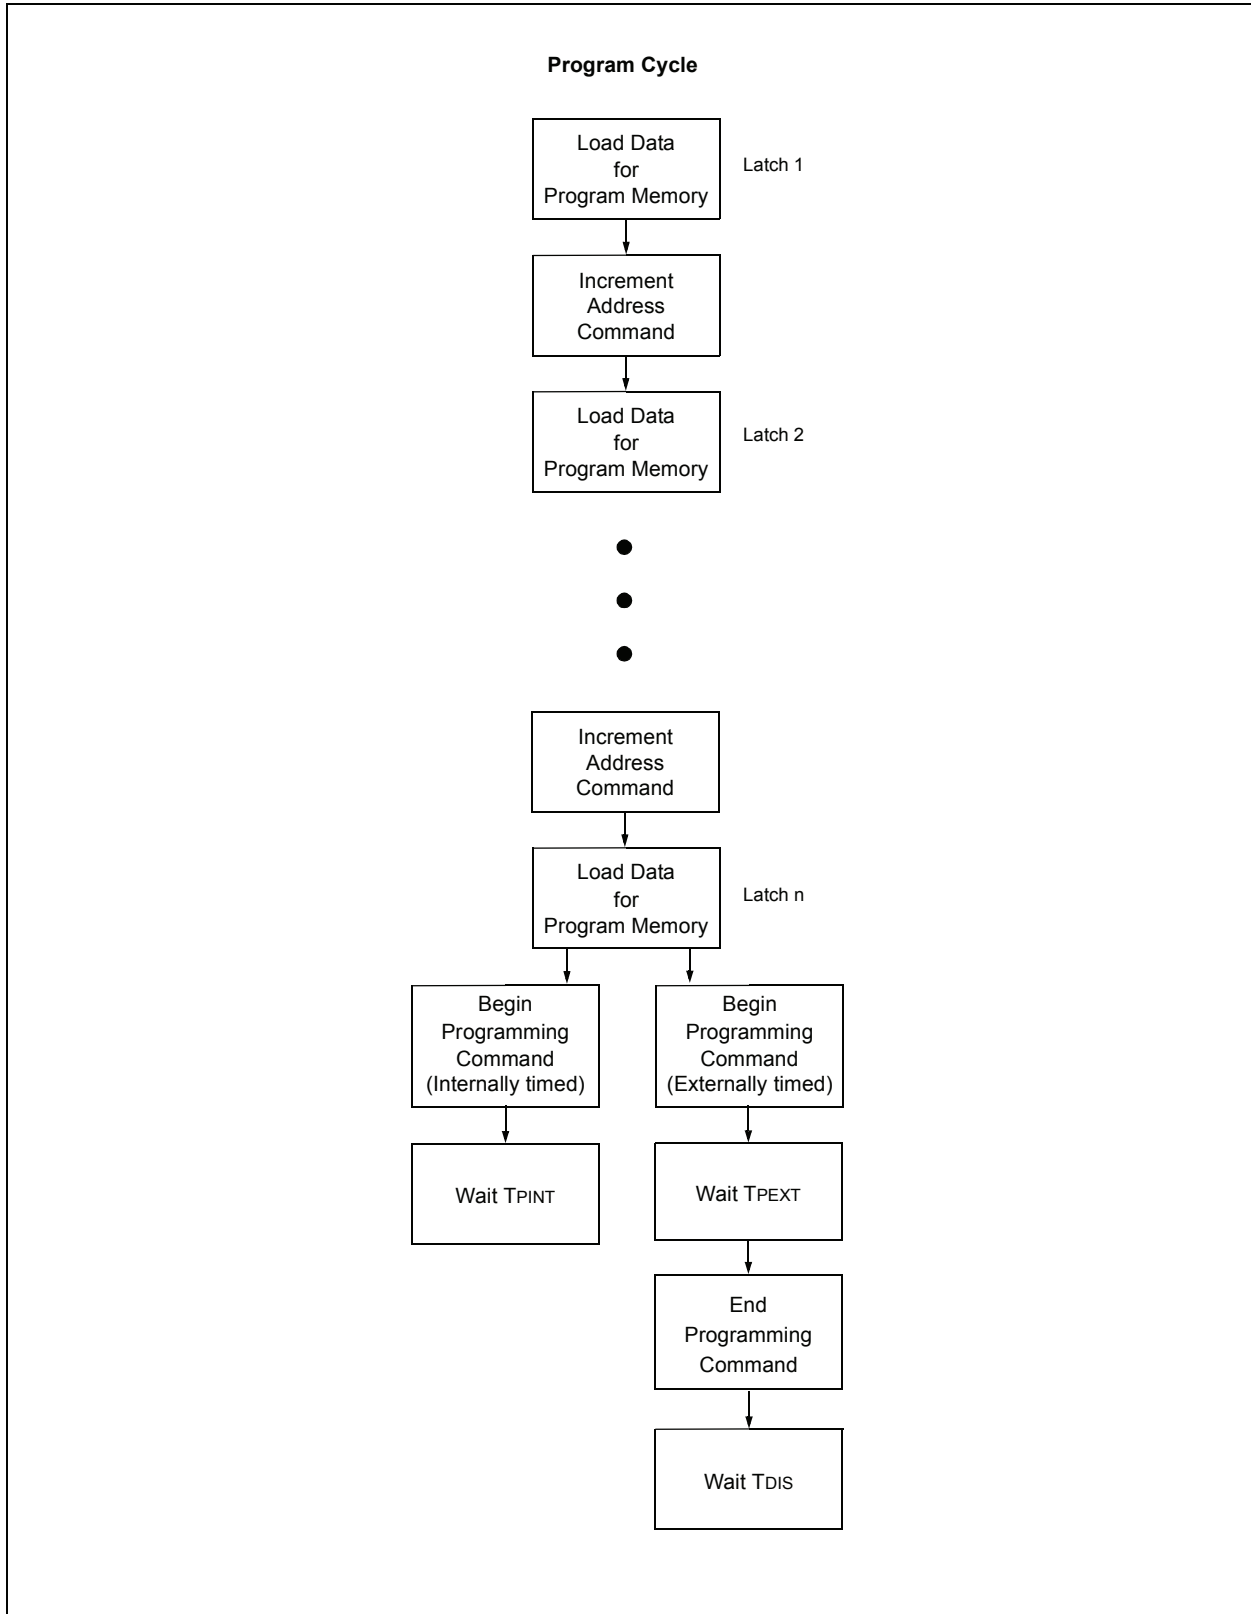 Program Cycle
Load Data
for
Program Memory
Latch 1
Increment
Address
Command
Load Data
for
Program Memory
Latch 2
Increment
Address
Command
Load Data
for
Program Memory
Latch n
Begin
Programming
Command
(Internally timed)
Begin
Programming
Command
(Externally timed)
Wait TPINT
Wait TPEXT
End
Programming
Command
Wait TDIS